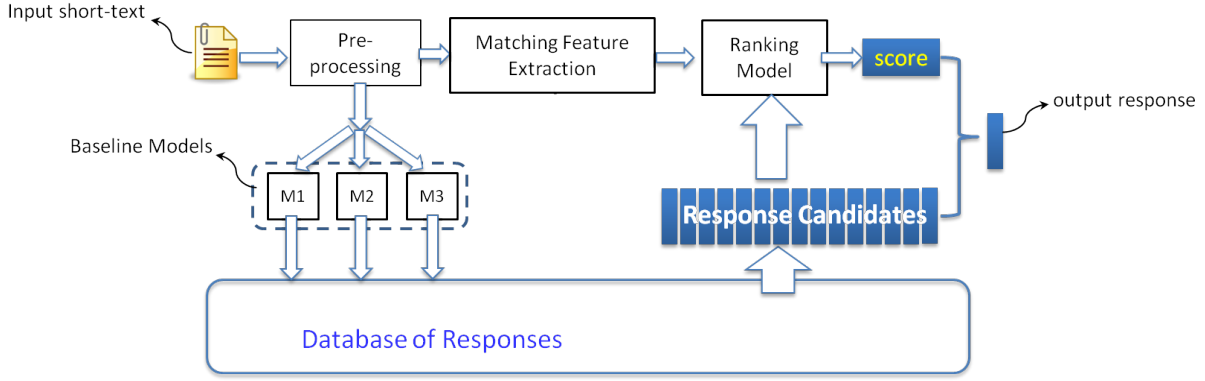 Input short-text
Pre-
processing
Matching Feature
Extraction
Ranking
Model
score
output response
Baseline Models
M1
M2
M3
Response Candidates
Database of Responses